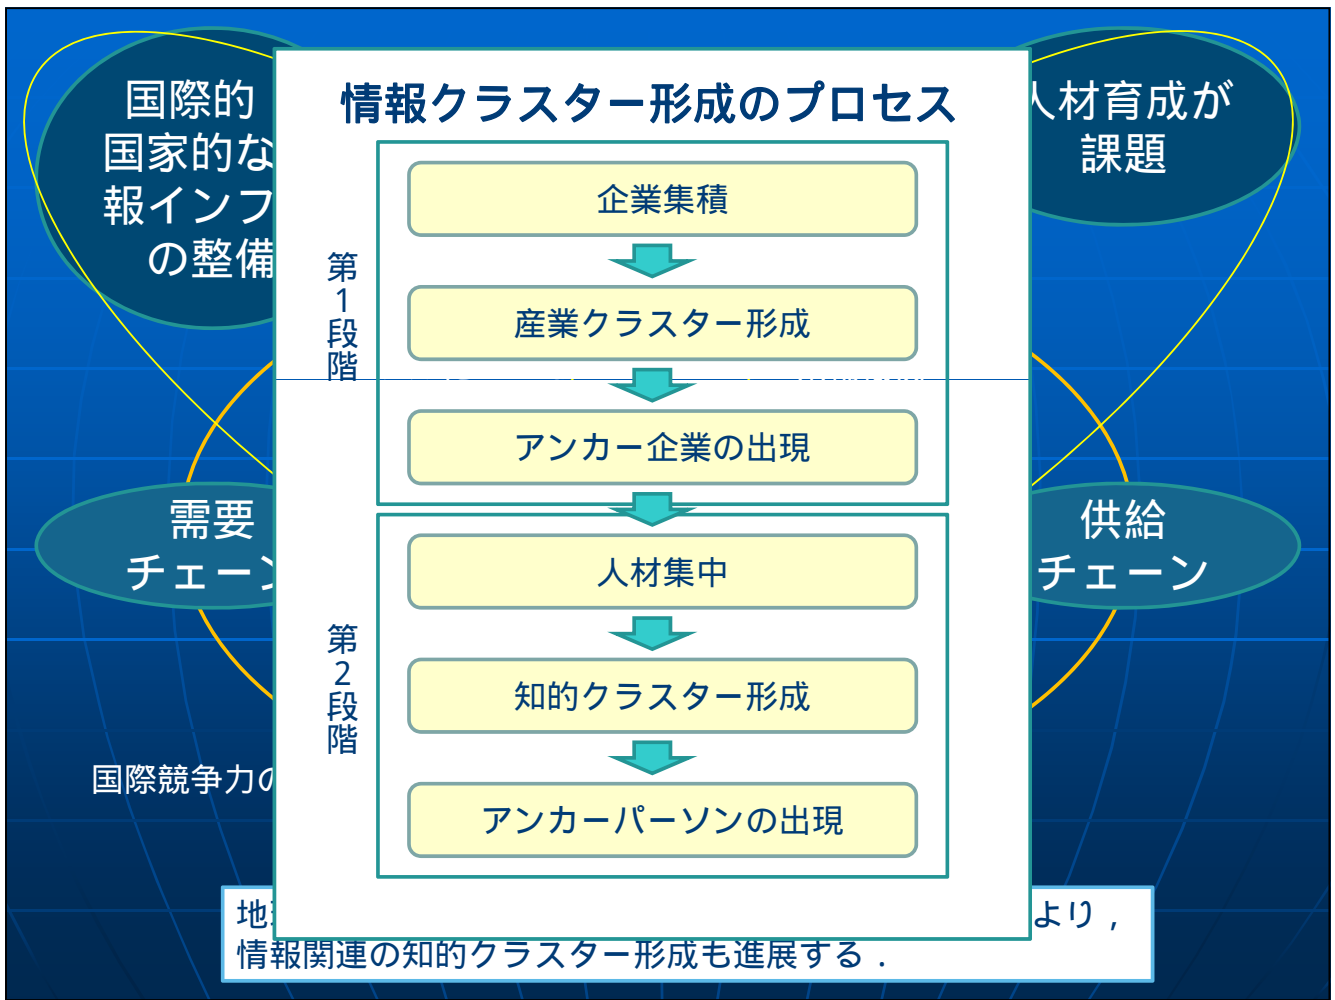 国際的
国家的な
報インフ
の整備
情報クラスター形成のプロセス
人材育成が
課題
第1段階
企業集積
産業クラスター形成
アンカー企業の出現
需要
チェーン
供給
チェーン
第2段階
人材集中
知的クラスター形成
アンカーパーソンの出現
国際競争力の
地
より，
情報関連の知的クラスター形成も進展する．